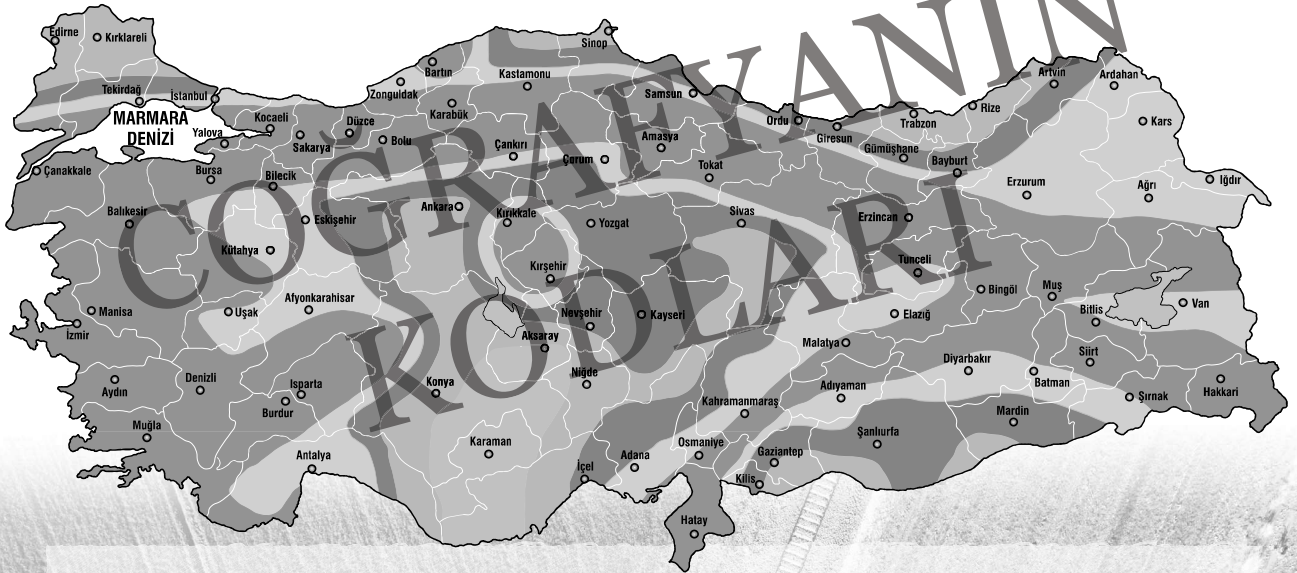 COĞRAFYANIN
KODLARI
Edirne
Kırklareli
Tekirdağ
İstanbul
MARMARA
DENİZİ
Yalova
Kocaeli
Sakarya
Düzce
Bolu
Zonguldak
Bartın
Karabük
Kastamonu
Sinop
Samsun
Ordu
Giresun
Trabzon
Rize
Artvin
Ardahan
Kars
Gümüşhane
Bayburt
Erzurum
Ağrı
Iğdır
Çanakkale
Bursa
Bilecik
Çankırı
Çorum
Amasya
Tokat
Balıkesir
Eskişehir
Ankara
Kırıkkale
Yozgat
Sivas
Erzincan
Kütahya
Kırşehir
Tunceli
Manisa
İzmir
Uşak
Afyonkarahisar
Nevşehir
Kayseri
Elazığ
Bingöl
Muş
Bitlis
Van
Aksaray
Malatya
Diyarbakır
Siirt
Batman
Şırnak
Hakkari
Aydın
Denizli
Isparta
Burdur
Konya
Niğde
Kahramanmaraş
Adıyaman
Mardin
Muğla
Antalya
Karaman
İçel
Adana
Osmaniye
Gaziantep
Şanlıurfa
Kilis
Hatay